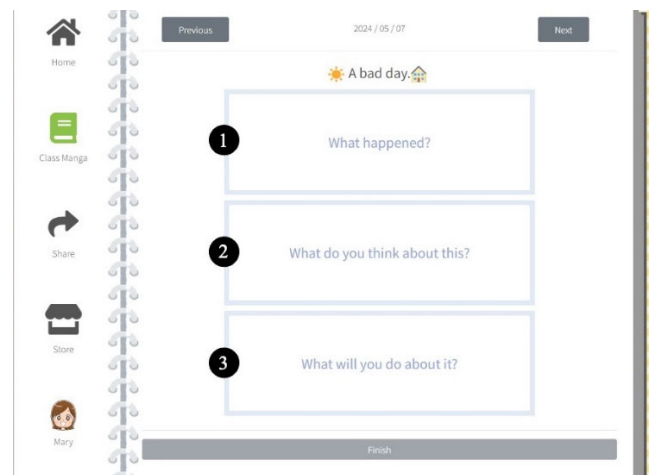 Home
Class Manga
Share
Store
Mary
Previous
2024 / 05 / 07
Next
A bad day.
1
What happened?
2
What do you think about this?
3
What will you do about it?
Finish